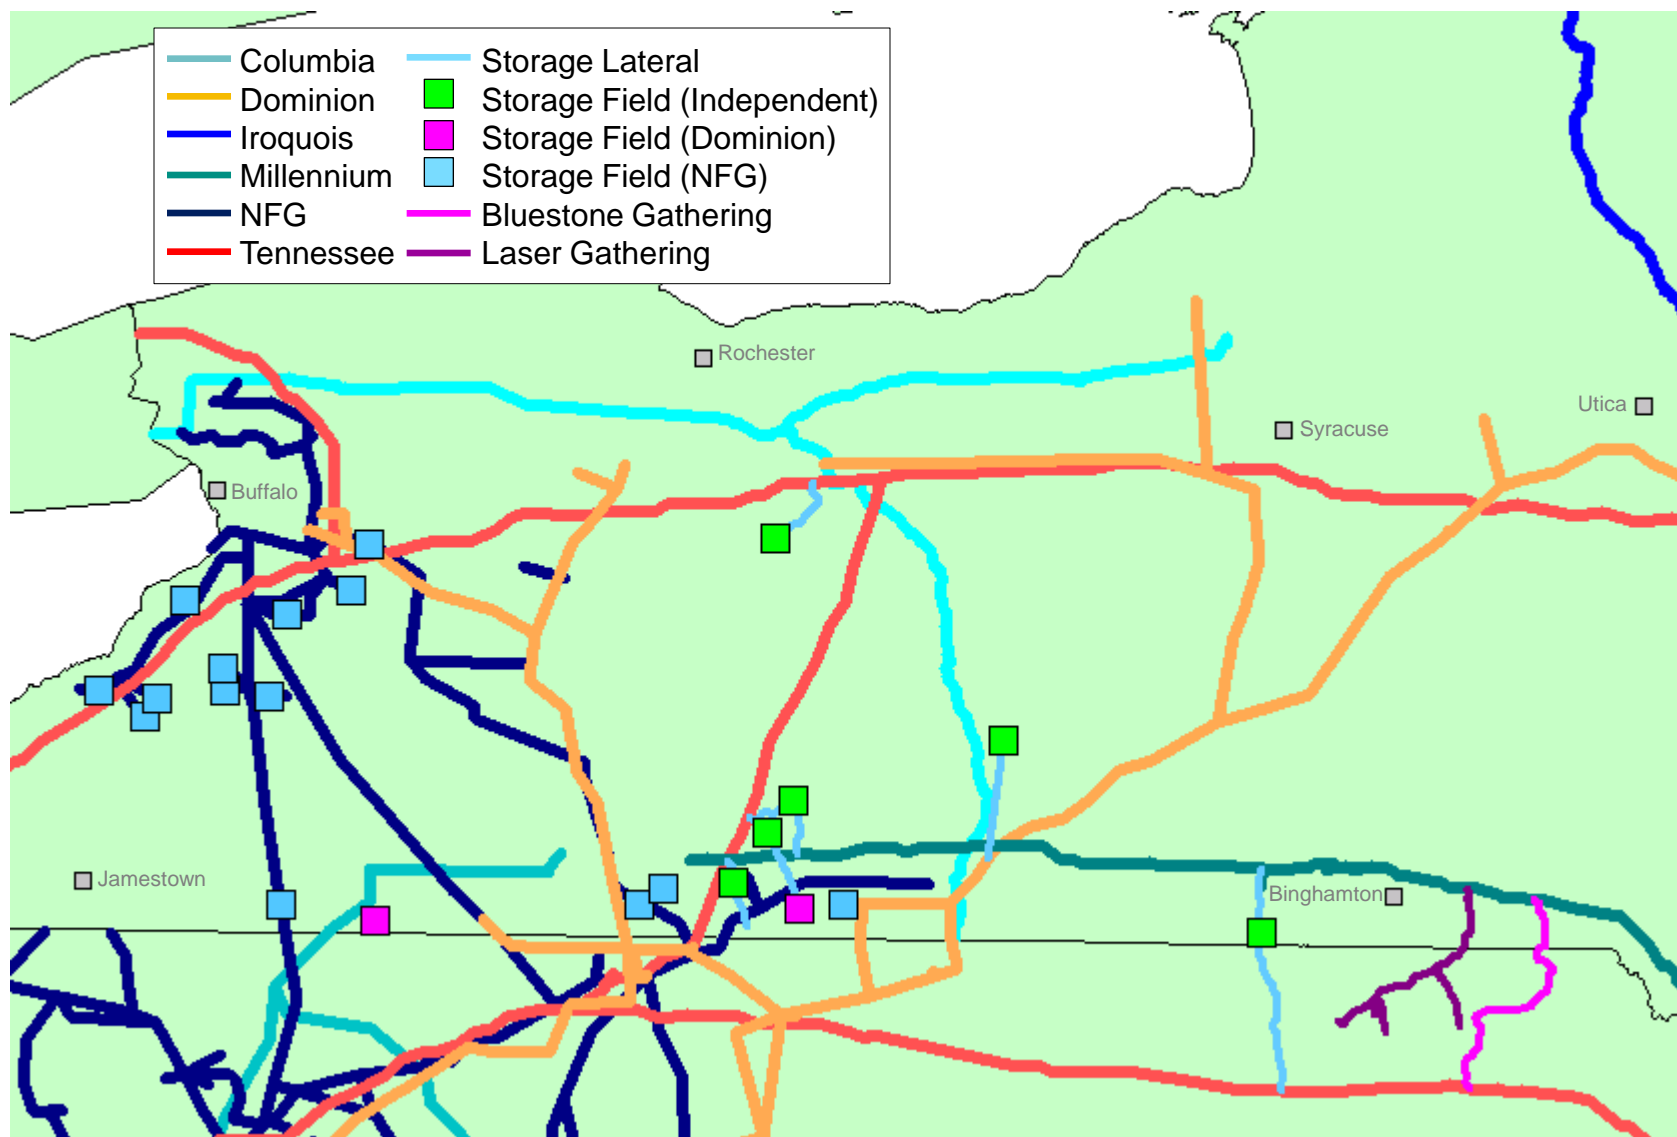 Columbia
Dominion
Iroquois
Millennium
NFG
Tennessee
Storage Lateral
Storage Field (Independent)
Storage Field (Dominion)
Storage Field (NFG)
Bluestone Gathering
Laser Gathering
Rochester
Utica
Syracuse
Buffalo
Jamestown
Binghamton